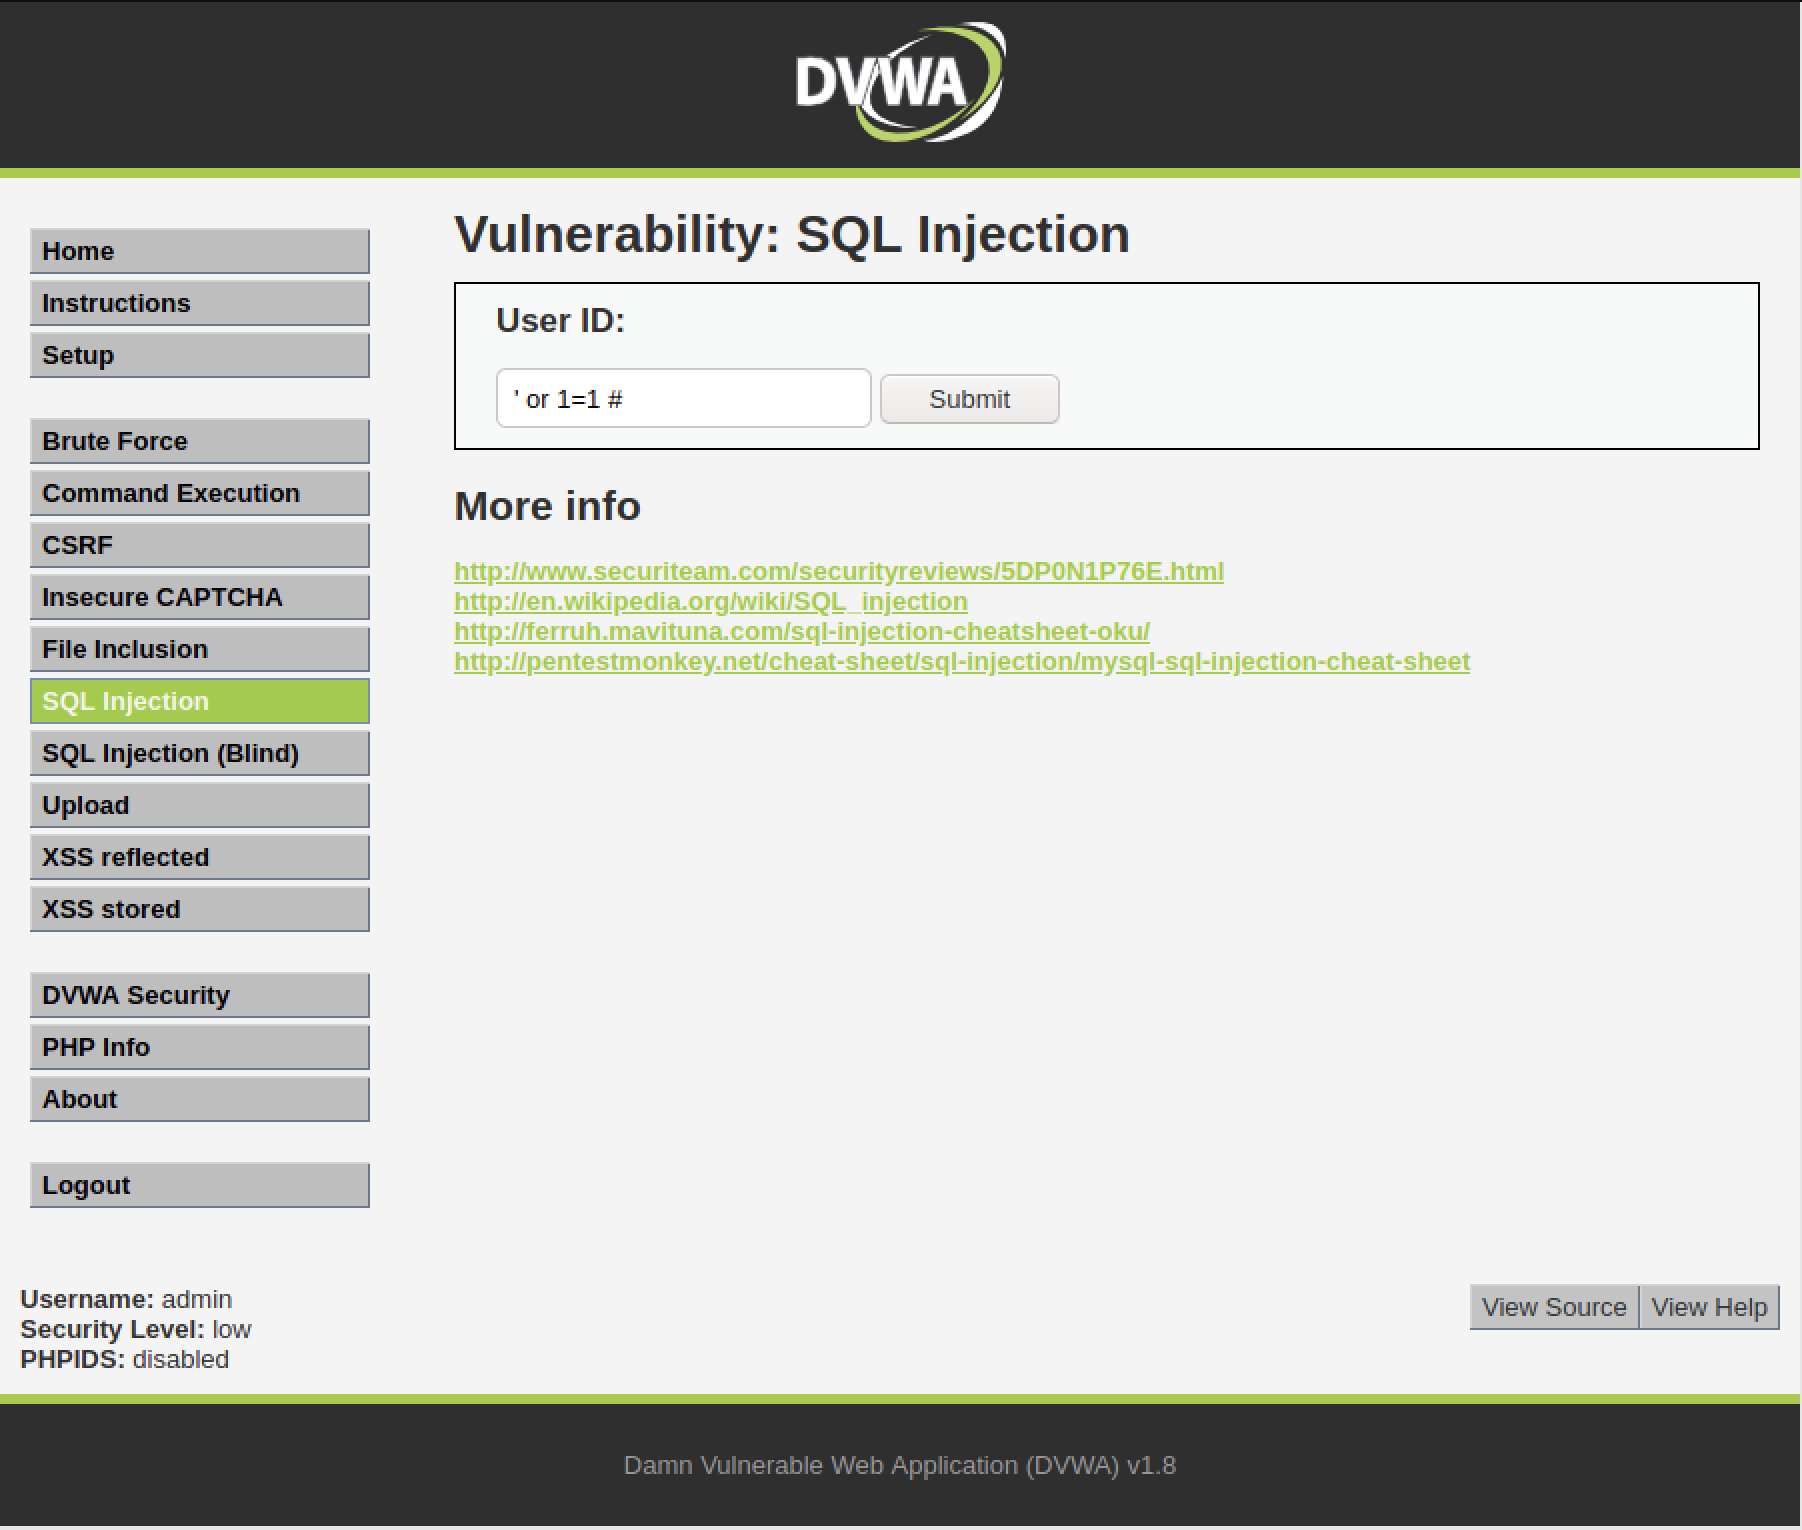 DVWA
Home
Instructions
Setup
Brute Force
Command Execution
CSRF
Insecure CAPTCHA
File Inclusion
SQL Injection
SQL Injection (Blind)
Upload
XSS reflected
XSS stored
DVWA Security
PHP Info
About
Logout
Vulnerability: SQL Injection
User ID:
' or 1=1 #
Submit
More info
http://www.securiteam.com/securityreviews/5DP0N1P76E.html
http://en.wikipedia.org/wiki/SQL_injection
http://ferruh.mavituna.com/sql-injection-cheatsheet-oku/
http://pentestmonkey.net/cheat-sheet/sql-injection/mysql-sql-injection-cheat-sheet
Username: admin
Security Level: low
PHPIDS: disabled
View Source
View Help
Damn Vulnerable Web Application (DVWA) v1.8